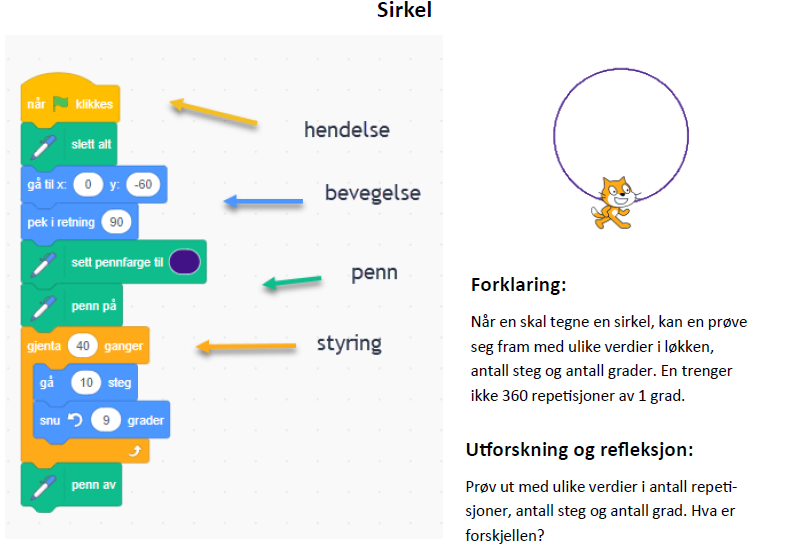 Sirkel
når klikkes
slett alt
gå til x: 0 y: -60
pek i retning 90
sett pennfarge til
penn på
gjenta 40 ganger
gå 10 steg
snu 9 grader
penn av
hendelse
bevegelse
penn
styring
Forklaring:
Når en skal tegne en sirkel, kan en prøve
seg fram med ulike verdier i løkken,
antall steg og antall grader. En trenger
ikke 360 repetisjoner av 1 grad.
Utforskning og refleksjon:
Prøv ut med ulike verdier i antall repeti-
sjoner, antall steg og antall grad. Hva er
forskjellen?